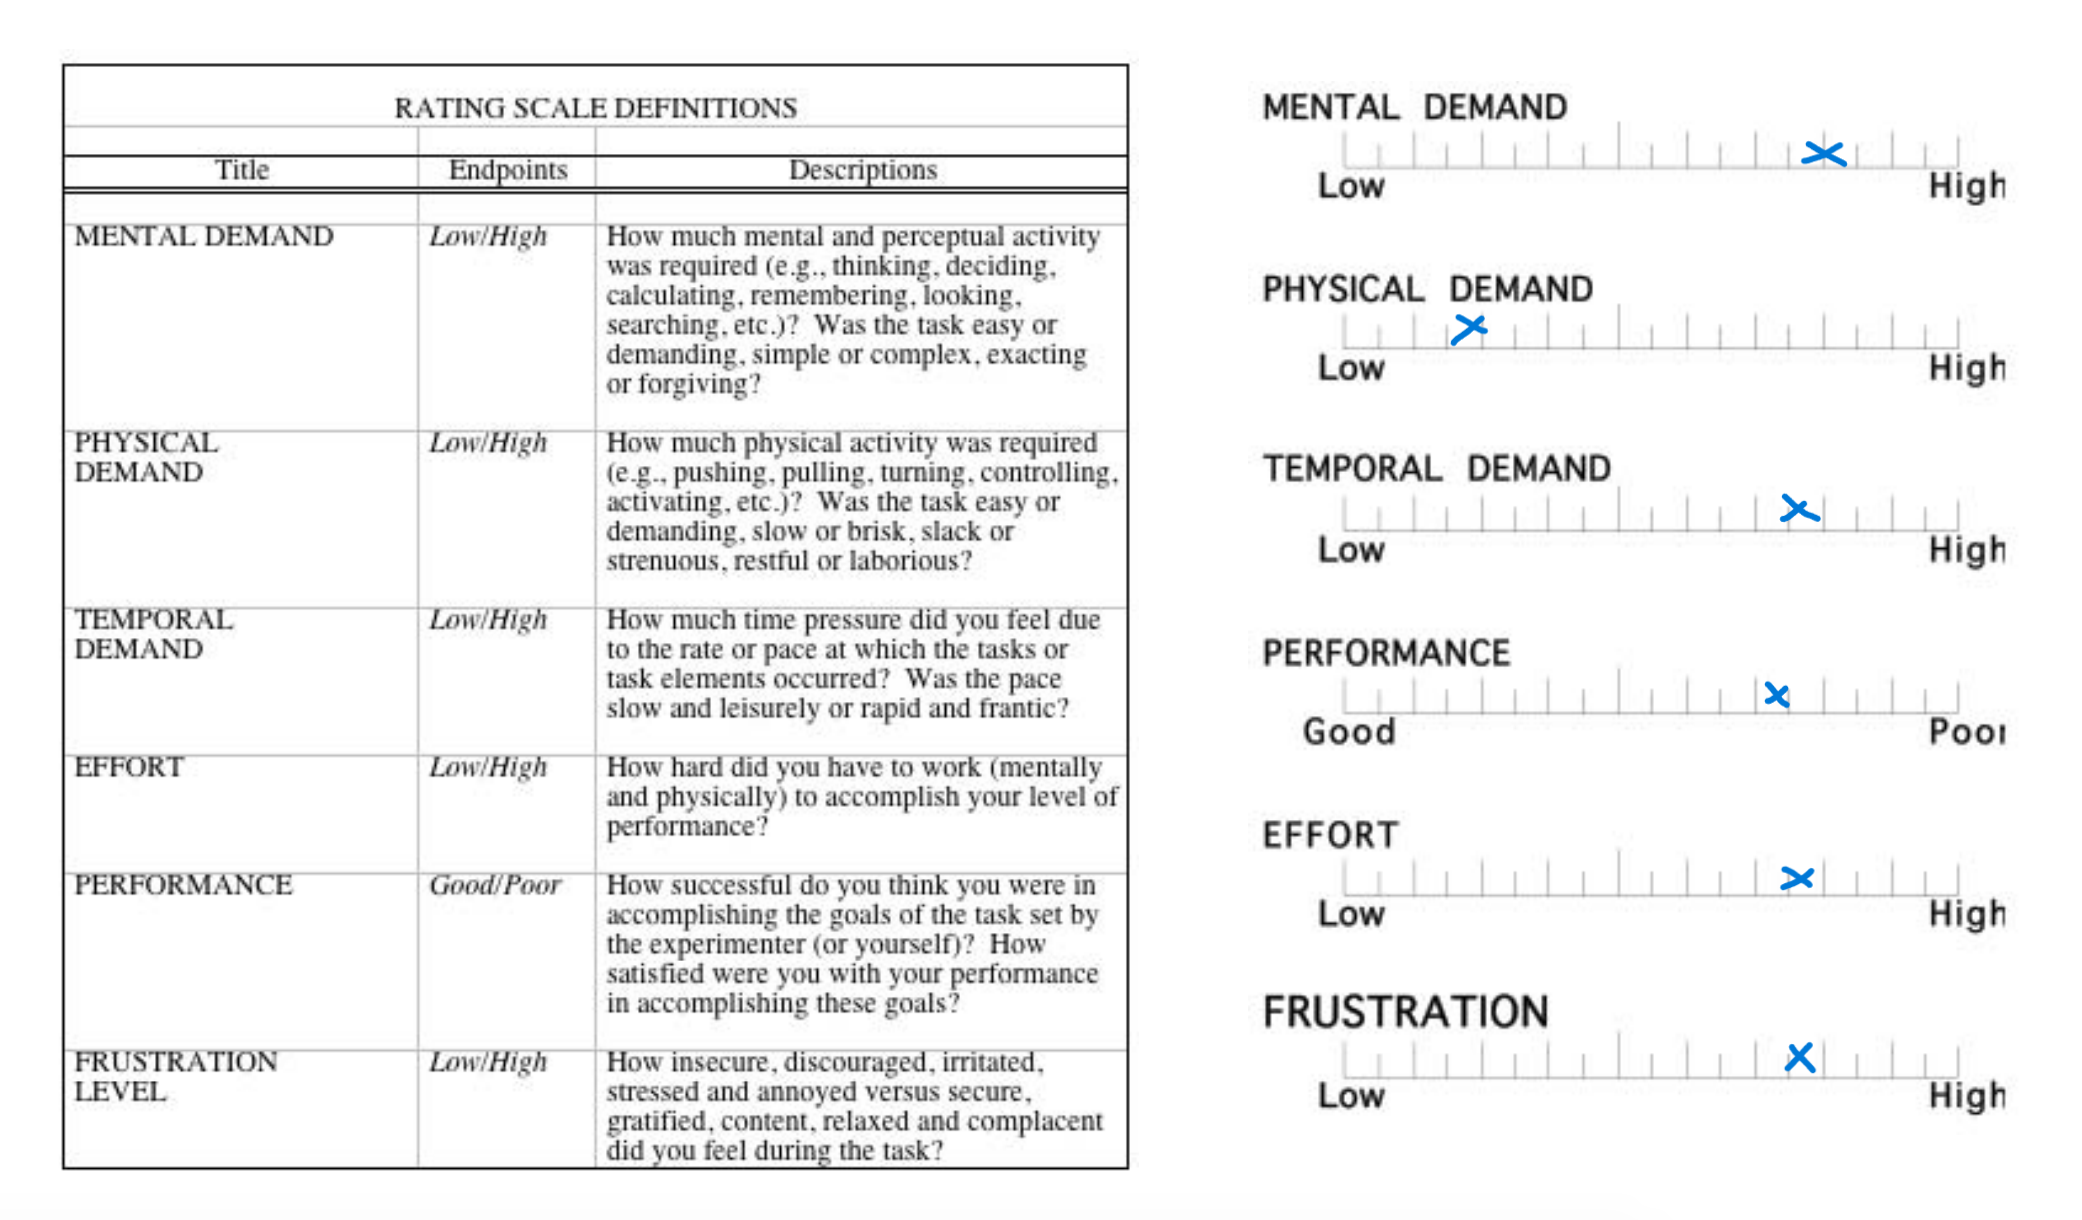 RATING SCALE DEFINITIONS
Title Endpoints Descriptions
MENTAL DEMAND Low/High How much mental and perceptual activity
was required (e.g., thinking, deciding,
calculating, remembering, looking,
searching, etc.)? Was the task easy or
demanding, simple or complex, exacting
or forgiving?
PHYSICAL Low/High How much physical activity was required
DEMAND (e.g., pushing, pulling, turning, controlling,
activating, etc.)? Was the task easy or
demanding, slow or brisk, slack or
strenuous, restful or laborious?
TEMPORAL Low/High How much time pressure did you feel due
DEMAND to the rate or pace at which the tasks or
task elements occurred? Was the pace
slow and leisurely or rapid and frantic?
EFFORT Low/High How hard did you have to work (mentally
and physically) to accomplish your level of
performance?
PERFORMANCE Good/Poor How successful do you think you were in
accomplishing the goals of the task set by
the experimenter (or yourself)? How
satisfied were you with your performance
in accomplishing these goals?
FRUSTRATION Low/High How insecure, discouraged, irritated,
LEVEL stressed and annoyed versus secure,
gratified, content, relaxed and complacent
did you feel during the task?
MENTAL DEMAND
Low High
PHYSICAL DEMAND
Low High
TEMPORAL DEMAND
Low High
PERFORMANCE
Good Poor
EFFORT
Low High
FRUSTRATION
Low High